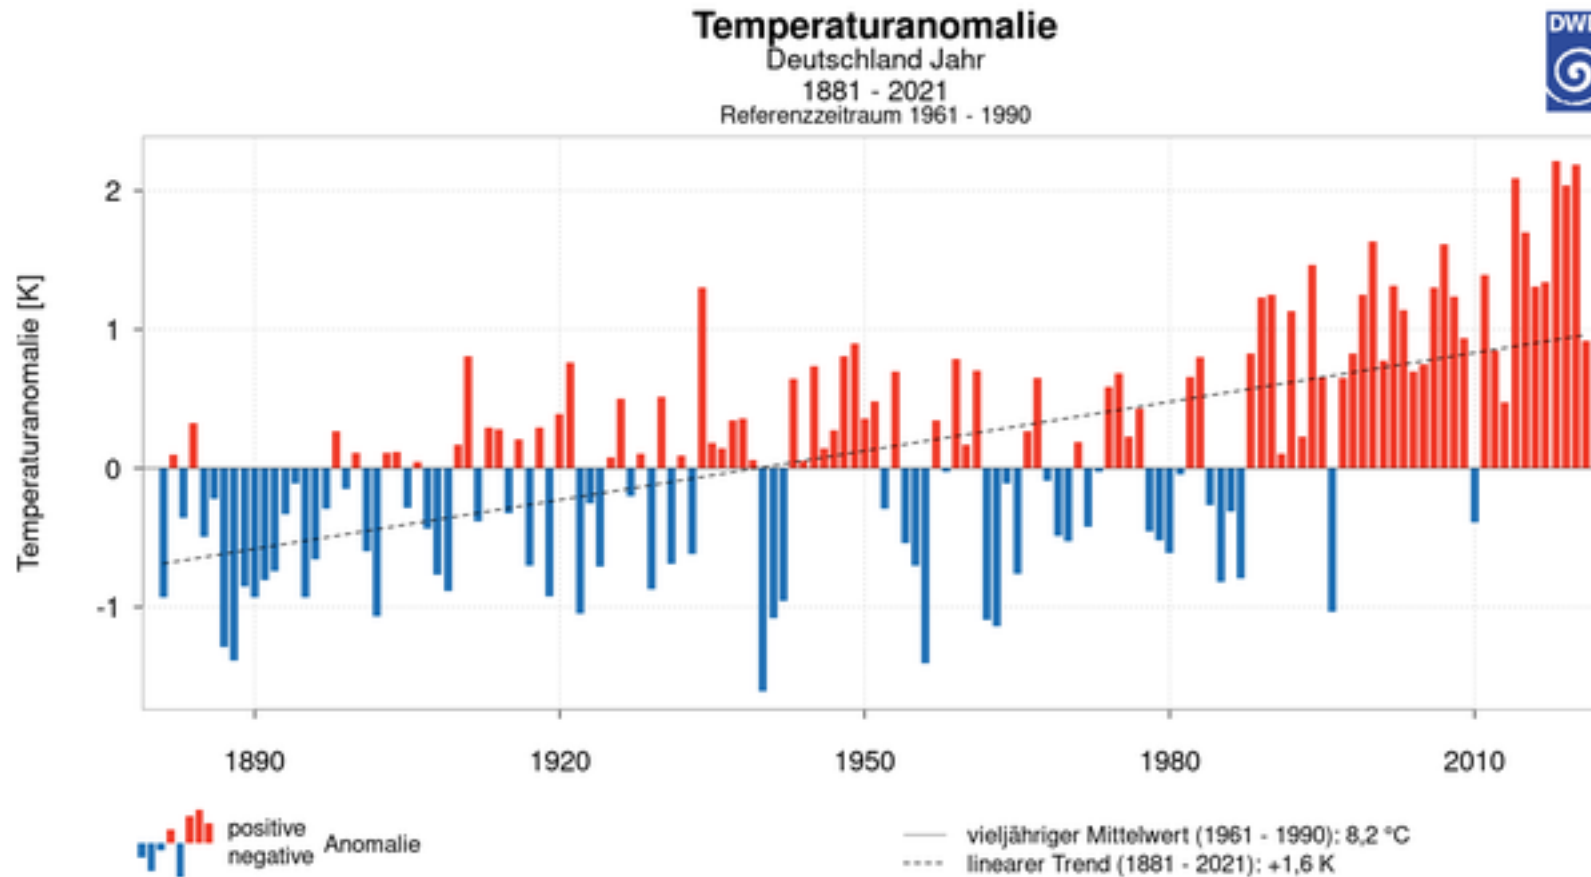 Temperaturanomalie
Deutschland Jahr
1881 - 2021
Referenzzeitraum 1961 - 1990
Temperaturanomalie [K]
2
1
0
-1
1890 1920 1950 1980 2010
positive
negative
Anomalie
vieljähriger Mittelwert (1961 - 1990): 8,2 °C
linearer Trend (1881 - 2021): +1,6 K